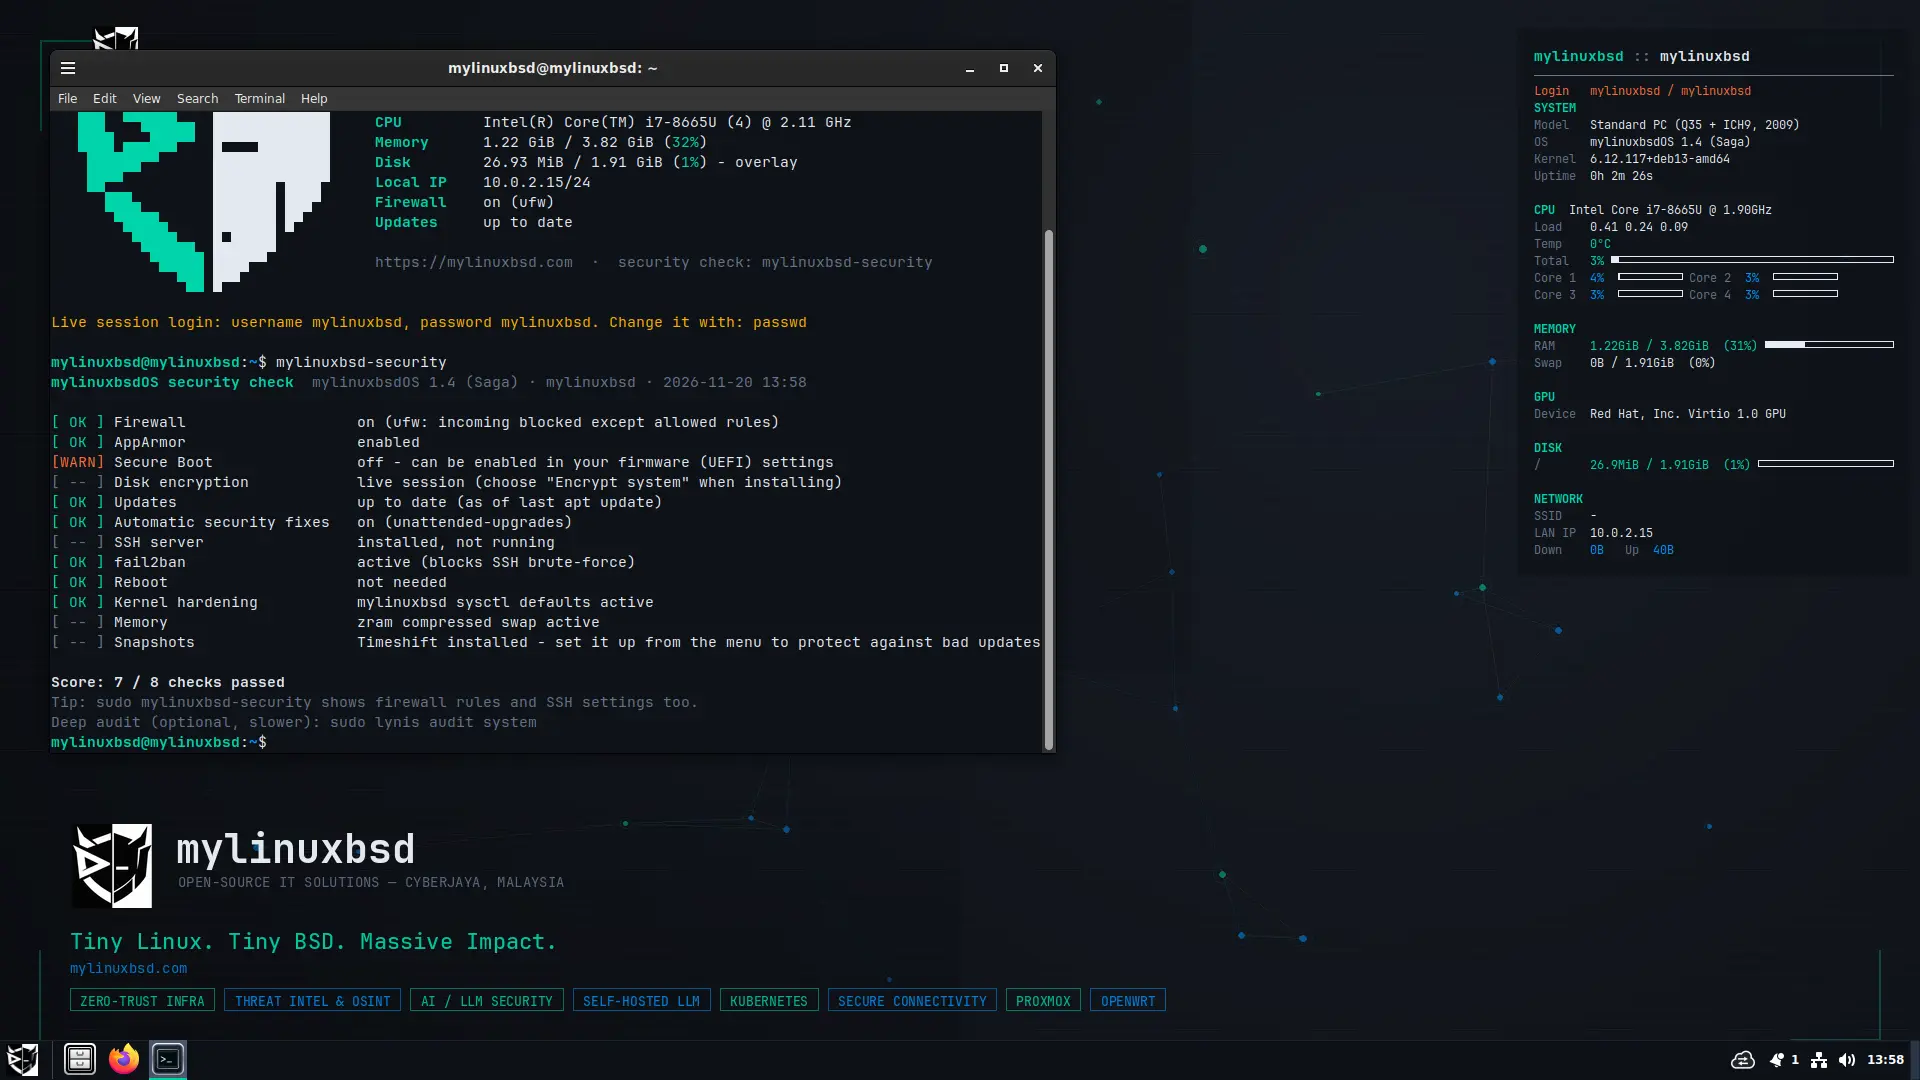 mylinuxbsd@mylinuxbsd: ~
File Edit View Search Terminal Help
CPU Intel(R) Core(TM) i7-8665U (4) @ 2.11 GHz
Memory 1.22 GiB / 3.82 GiB (32%)
Disk 26.93 MiB / 1.91 GiB (1%) - overlay
Local IP 10.0.2.15/24
Firewall on (ufw)
Updates up to date
https://mylinuxbsd.com · security check: mylinuxbsd-security
Live session login: username mylinuxbsd, password mylinuxbsd. Change it with: passwd
mylinuxbsd@mylinuxbsd:~$ mylinuxbsd-security
mylinuxbsdOS security check mylinuxbsdOS 1.4 (Saga) · mylinuxbsd · 2026-11-20 13:58
[ OK ] Firewall on (ufw: incoming blocked except allowed rules)
[ OK ] AppArmor enabled
[WARN] Secure Boot off - can be enabled in your firmware (UEFI) settings
[ -- ] Disk encryption live session (choose "Encrypt system" when installing)
[ OK ] Updates up to date (as of last apt update)
[ OK ] Automatic security fixes on (unattended-upgrades)
[ -- ] SSH server installed, not running
[ OK ] fail2ban active (blocks SSH brute-force)
[ OK ] Reboot not needed
[ OK ] Kernel hardening mylinuxbsd sysctl defaults active
[ -- ] Memory zram compressed swap active
[ -- ] Snapshots Timeshift installed - set it up from the menu to protect against bad updates
Score: 7 / 8 checks passed
Tip: sudo mylinuxbsd-security shows firewall rules and SSH settings too.
Deep audit (optional, slower): sudo lynis audit system
mylinuxbsd@mylinuxbsd:~$
mylinuxbsd :: mylinuxbsd
Login mylinuxbsd / mylinuxbsd
SYSTEM
Model Standard PC (Q35 + ICH9, 2009)
OS mylinuxbsdOS 1.4 (Saga)
Kernel 6.12.117+deb13-amd64
Uptime 0h 2m 26s
CPU Intel Core i7-8665U @ 1.90GHz
Load 0.41 0.24 0.09
Temp 0°C
Total 3%
Core 1 4% Core 2 3%
Core 3 3% Core 4 3%
MEMORY
RAM 1.22GiB / 3.82GiB (31%)
Swap 0B / 1.91GiB (0%)
GPU
Device Red Hat, Inc. Virtio 1.0 GPU
DISK
/ 26.9MiB / 1.91GiB (1%)
NETWORK
SSID -
LAN IP 10.0.2.15
Down 0B Up 40B
mylinuxbsd
OPEN-SOURCE IT SOLUTIONS — CYBERJAYA, MALAYSIA
Tiny Linux. Tiny BSD. Massive Impact.
mylinuxbsd.com
ZERO-TRUST INFRA THREAT INTEL & OSINT AI / LLM SECURITY SELF-HOSTED LLM KUBERNETES SECURE CONNECTIVITY PROXMOX OPENWRT
1 13:58